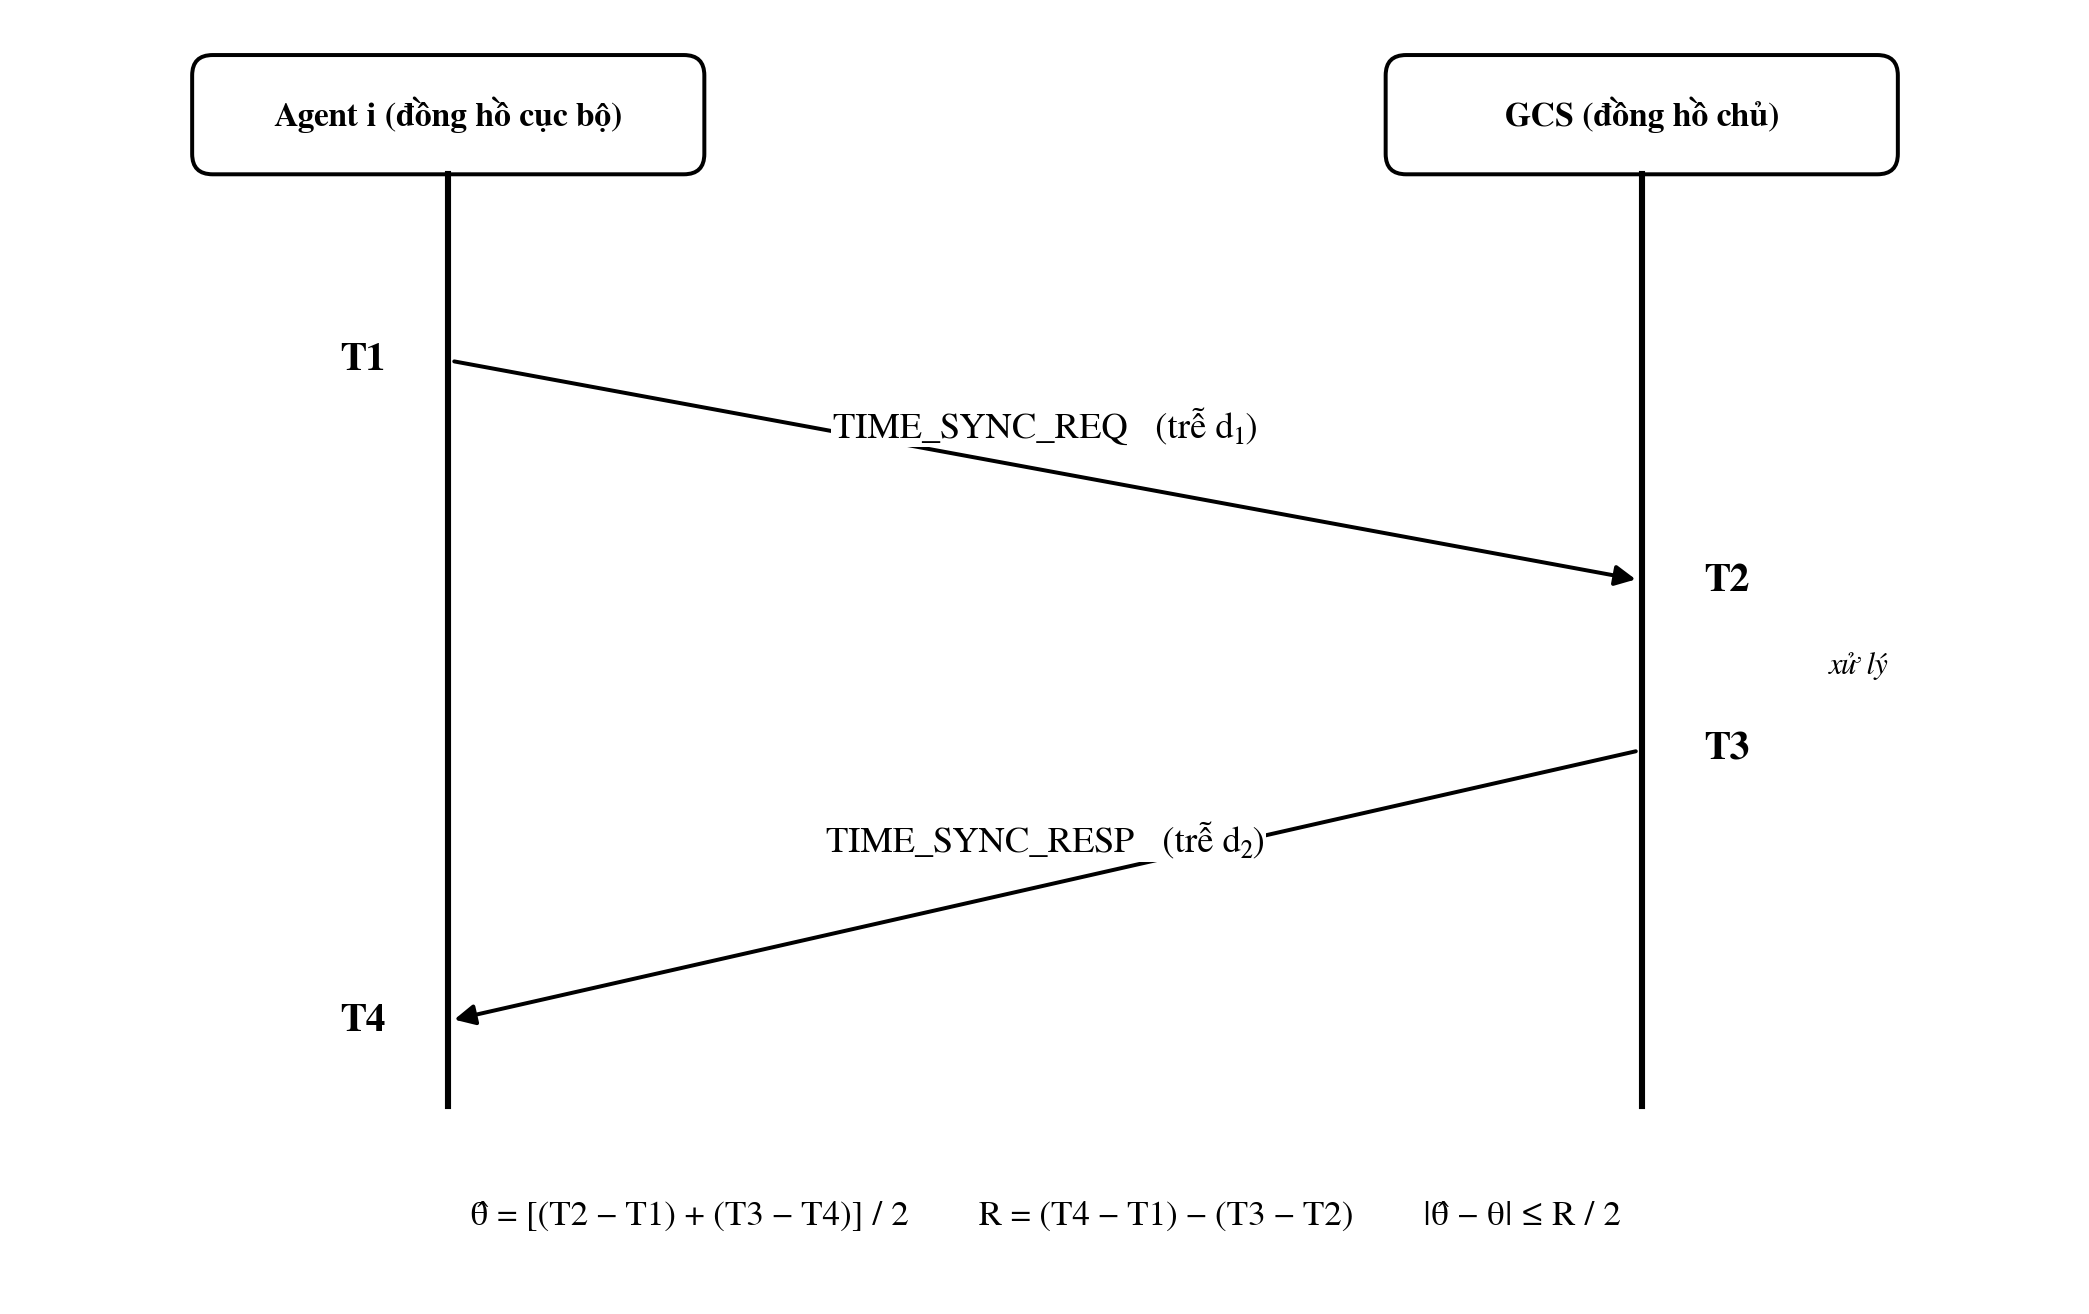 Agent i (đồng hồ cục bộ)
GCS (đồng hồ chủ)
T1
TIME_SYNC_REQ (trễ d₁)
T2
xử lý
T3
TIME_SYNC_RESP (trễ d₂)
T4
θ̂ = [(T2 − T1) + (T3 − T4)] / 2 R = (T4 − T1) − (T3 − T2) |θ̂ − θ| ≤ R / 2